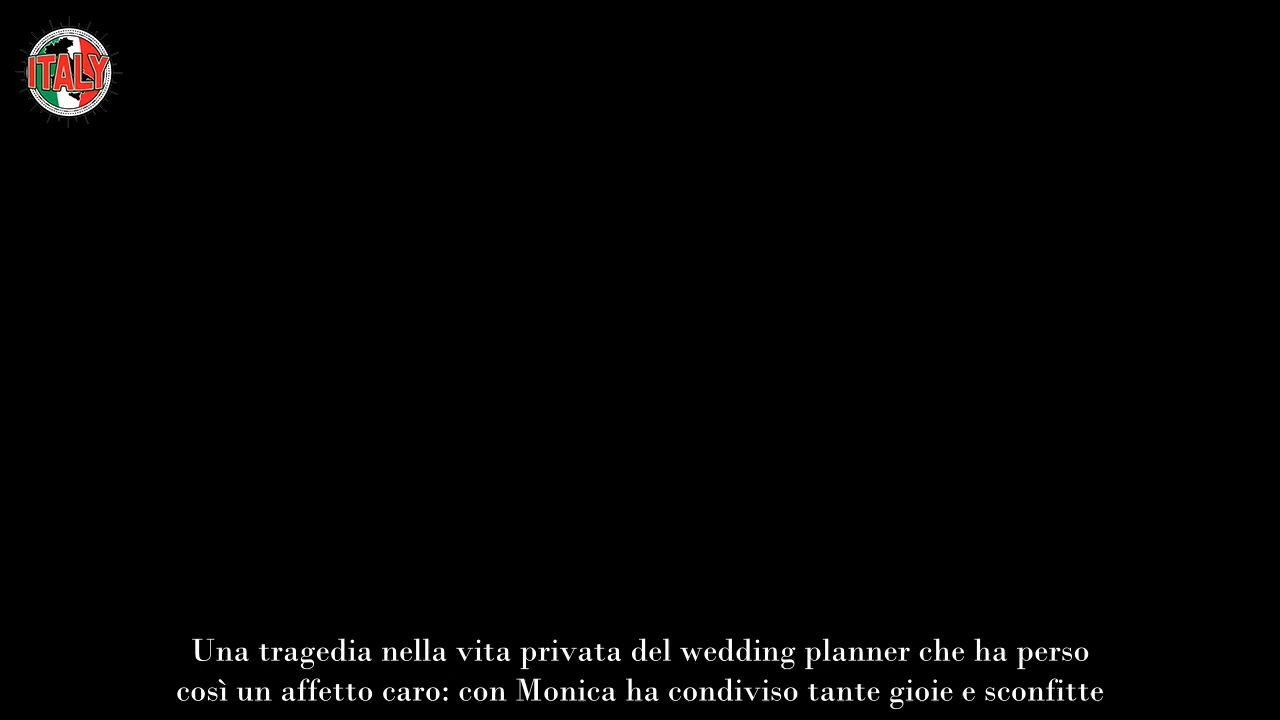 ITALY
Una tragedia nella vita privata del wedding planner che ha perso
così un affetto caro: con Monica ha condiviso tante gioie e sconfitte